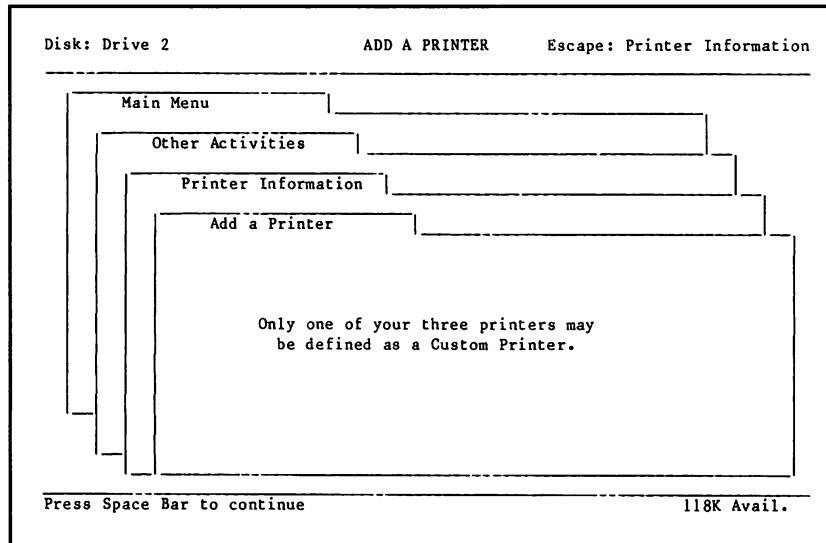 Disk: Drive 2 ADD A PRINTER Escape: Printer Information
Main Menu
Other Activities
Printer Information
Add a Printer
Only one of your three printers may
be defined as a Custom Printer.
Press Space Bar to continue 118K Avail.